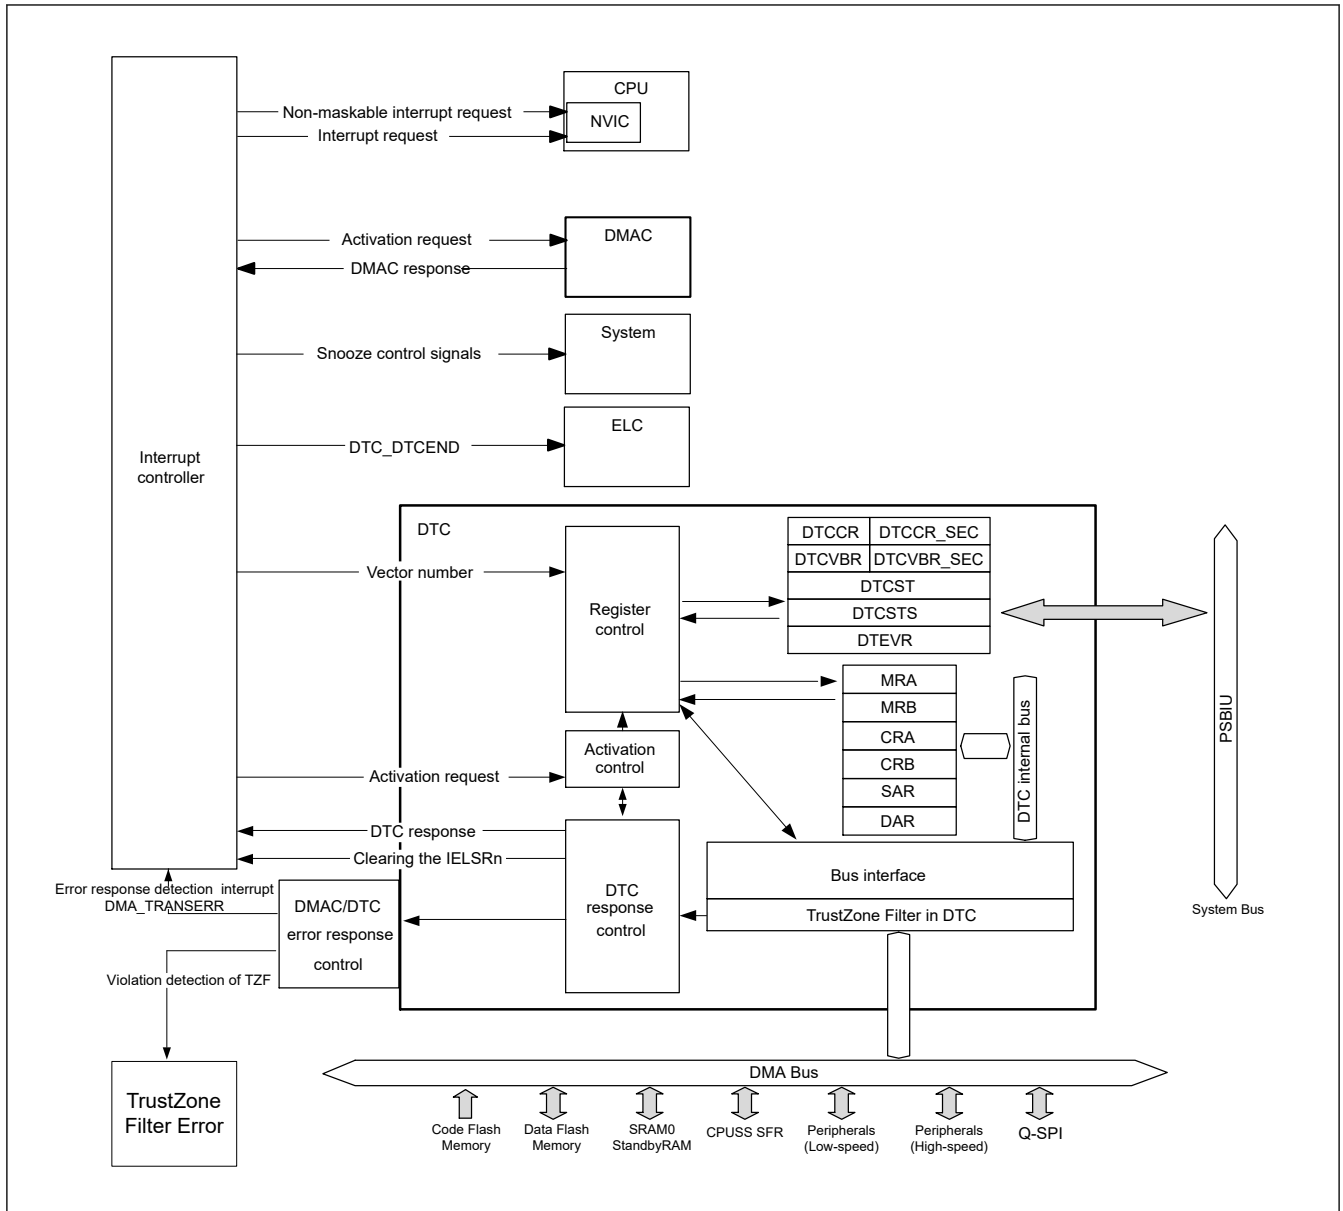 CPU
Non-maskable interrupt request
NVIC
Interrupt request
Activation request
DMAC
DMAC response
System
Snooze control signals
ELC
DTC_DTCEND
Interrupt
controller
DTC
DTCCR DTCCR_SEC
DTCVBR DTCVBR_SEC
DTCST
DTCSTS
DTEVR
Vector number
Register
control
MRA
MRB
CRA
CRB
SAR
DAR
DTC internal bus
PSBIU
System Bus
Activation
control
Activation request
DTC response
Clearing the IELSRn
Bus interface
TrustZone Filter in DTC
DTC
response
control
Error response detection interrupt
DMA_TRANSERR
DMAC/DTC
error response
control
Violation detection of TZF
TrustZone
Filter Error
DMA Bus
Code Flash
Memory
Data Flash
Memory
SRAM0
StandbyRAM
CPUSS SFR
Peripherals
(Low-speed)
Peripherals
(High-speed)
Q-SPI